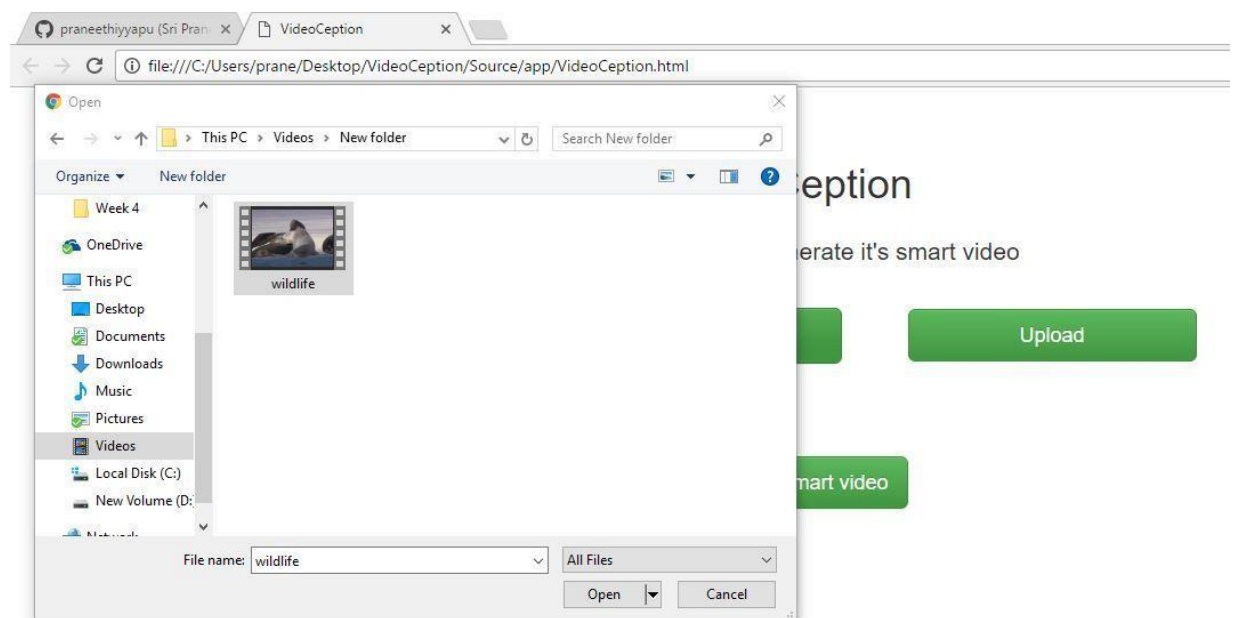 praneethiyyapu (Sri Pran
VideoCeption
file:///C:/Users/prane/Desktop/VideoCeption/Source/app/VideoCeption.html
Open
This PC > Videos > New folder
Search New folder
Organize
New folder
Week 4
OneDrive
This PC
Desktop
Documents
Downloads
Music
Pictures
Videos
Local Disk (C:)
New Volume (D:
wildlife
eption
erate it's smart video
Upload
mart video
File name: wildlife
All Files
Open
Cancel